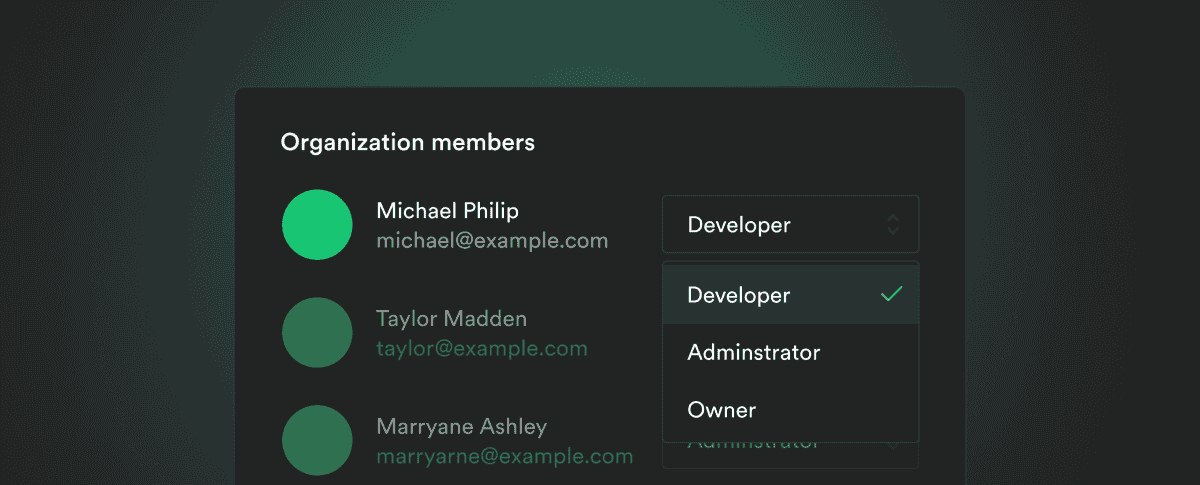 Organization members
Michael Philip
michael@example.com
Developer
Developer
Adminstrator
Owner
Taylor Madden
taylor@example.com
Marryane Ashley
marryarne@example.com
Adminstrator